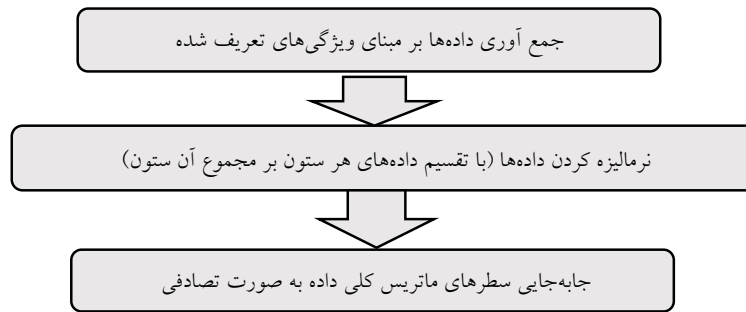 جمع آوری داده‌ها بر مبنای ویژگی‌های تعریف شده
نرمالیزه کردن داده‌ها (با تقسیم داده‌های هر ستون بر مجموع آن ستون)
جابه‌جایی سطرهای ماتریس کلی داده به صورت تصادفی